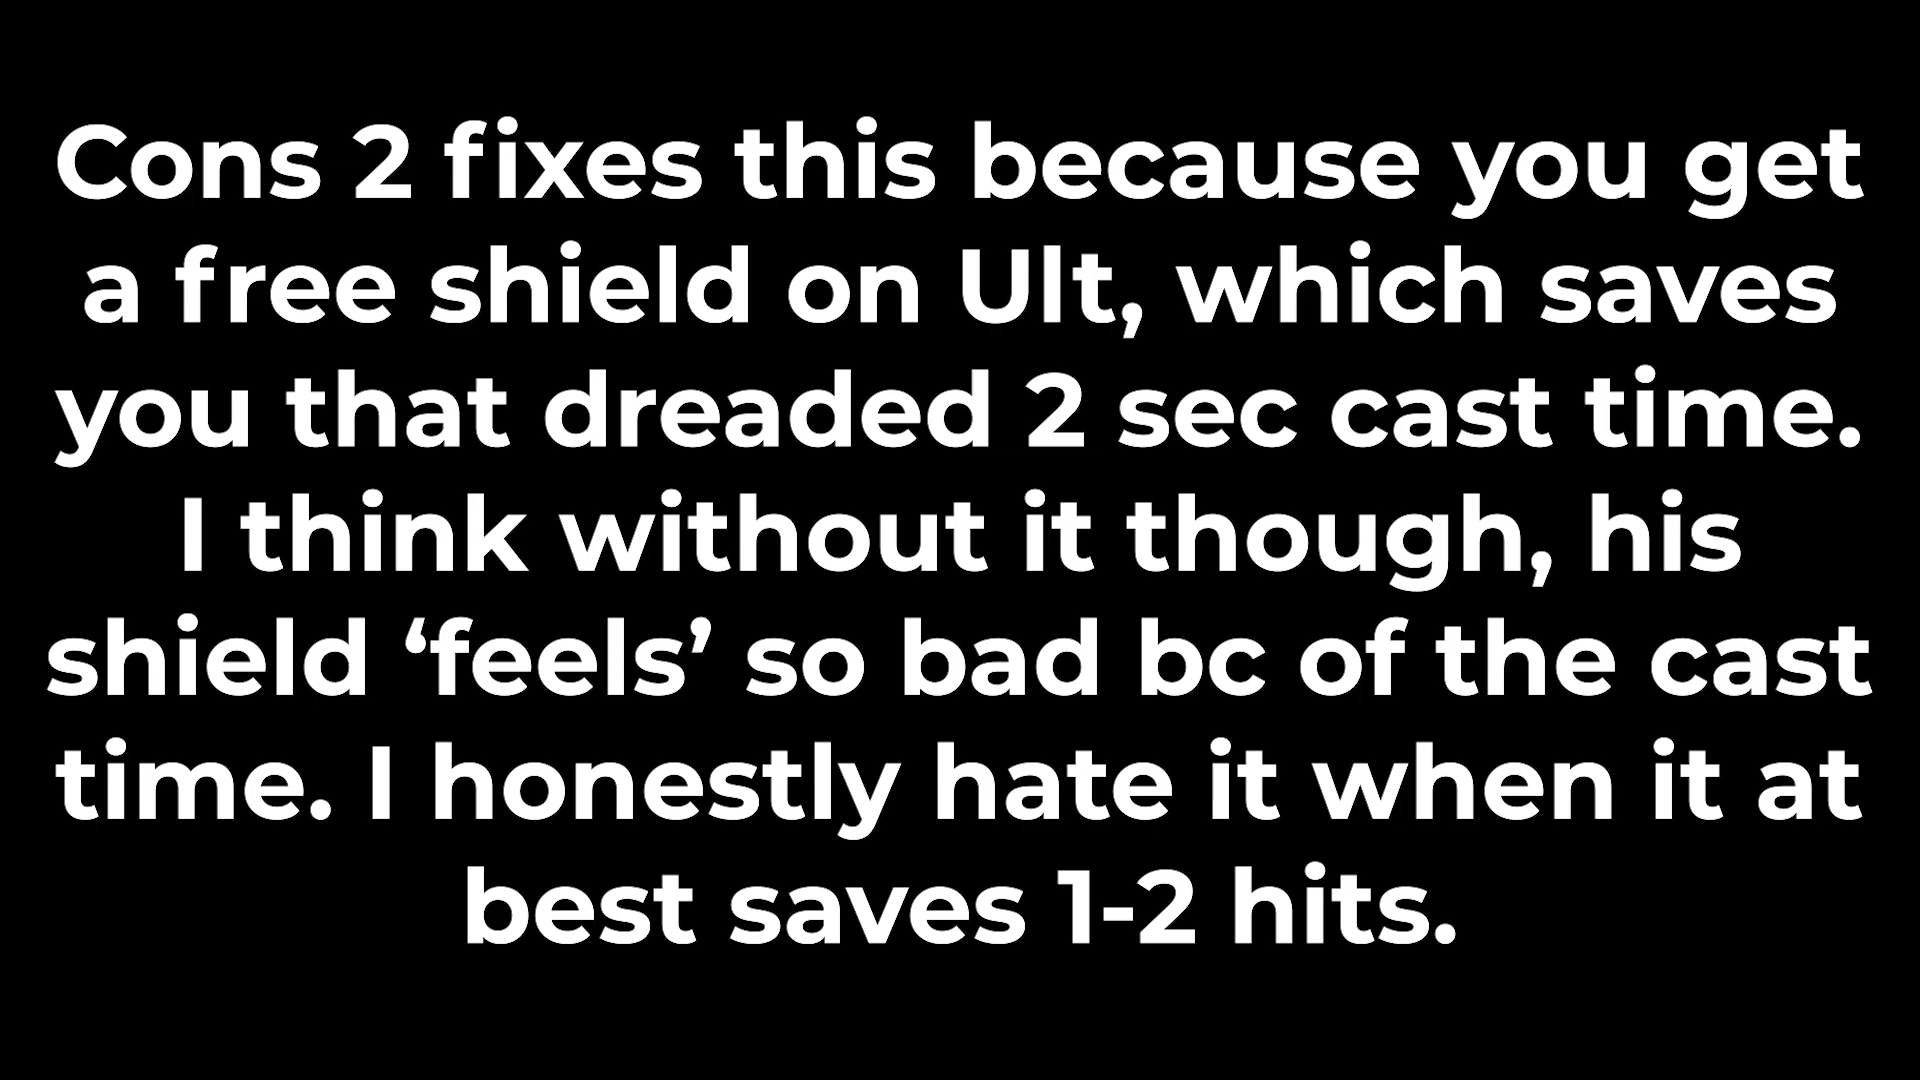 Cons 2 fixes this because you get
a free shield on Ult, which saves
you that dreaded 2 sec cast time.
I think without it though, his
shield ‘feels’ so bad bc of the cast
time. I honestly hate it when it at
best saves 1-2 hits.